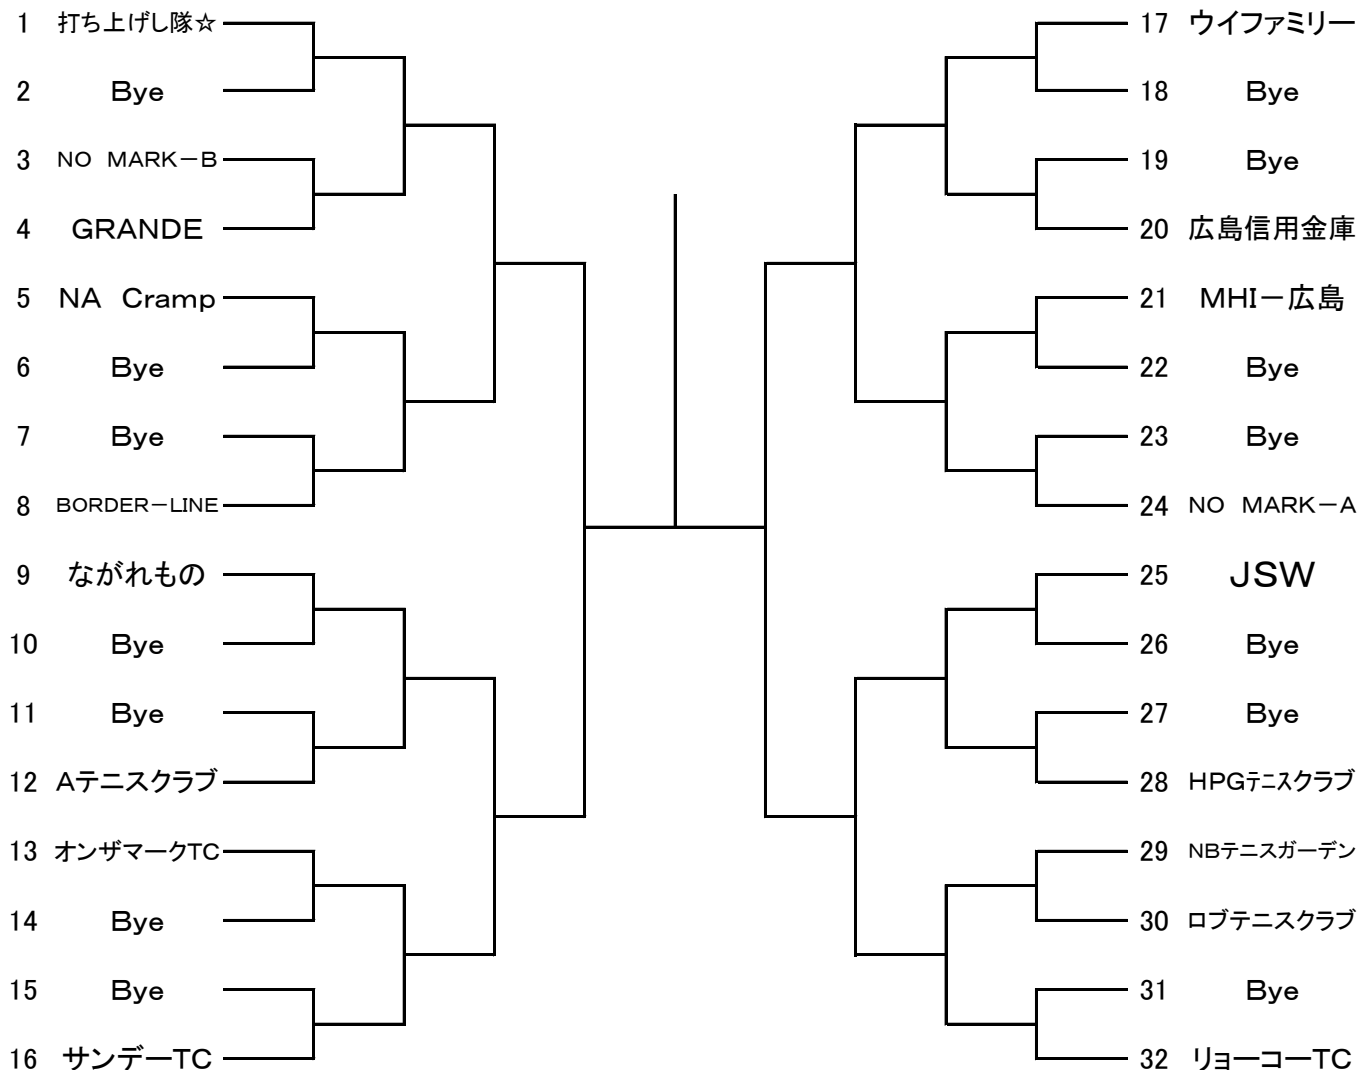 1 打ち上げし隊☆
2 Bye
3 NO MARK－B
4 GRANDE
5 NA Cramp
6 Bye
7 Bye
8 BORDER－LINE
9 ながれもの
10 Bye
11 Bye
12 Aテニスクラブ
13 オンザマークTC
14 Bye
15 Bye
16 サンデーTC
17 ウイファミリー
18 Bye
19 Bye
20 広島信用金庫
21 MHI－広島
22 Bye
23 Bye
24 NO MARK－A
25 JSW
26 Bye
27 Bye
28 HPGテニスクラブ
29 NBテニスガーデン
30 ロブテニスクラブ
31 Bye
32 リョーコーTC